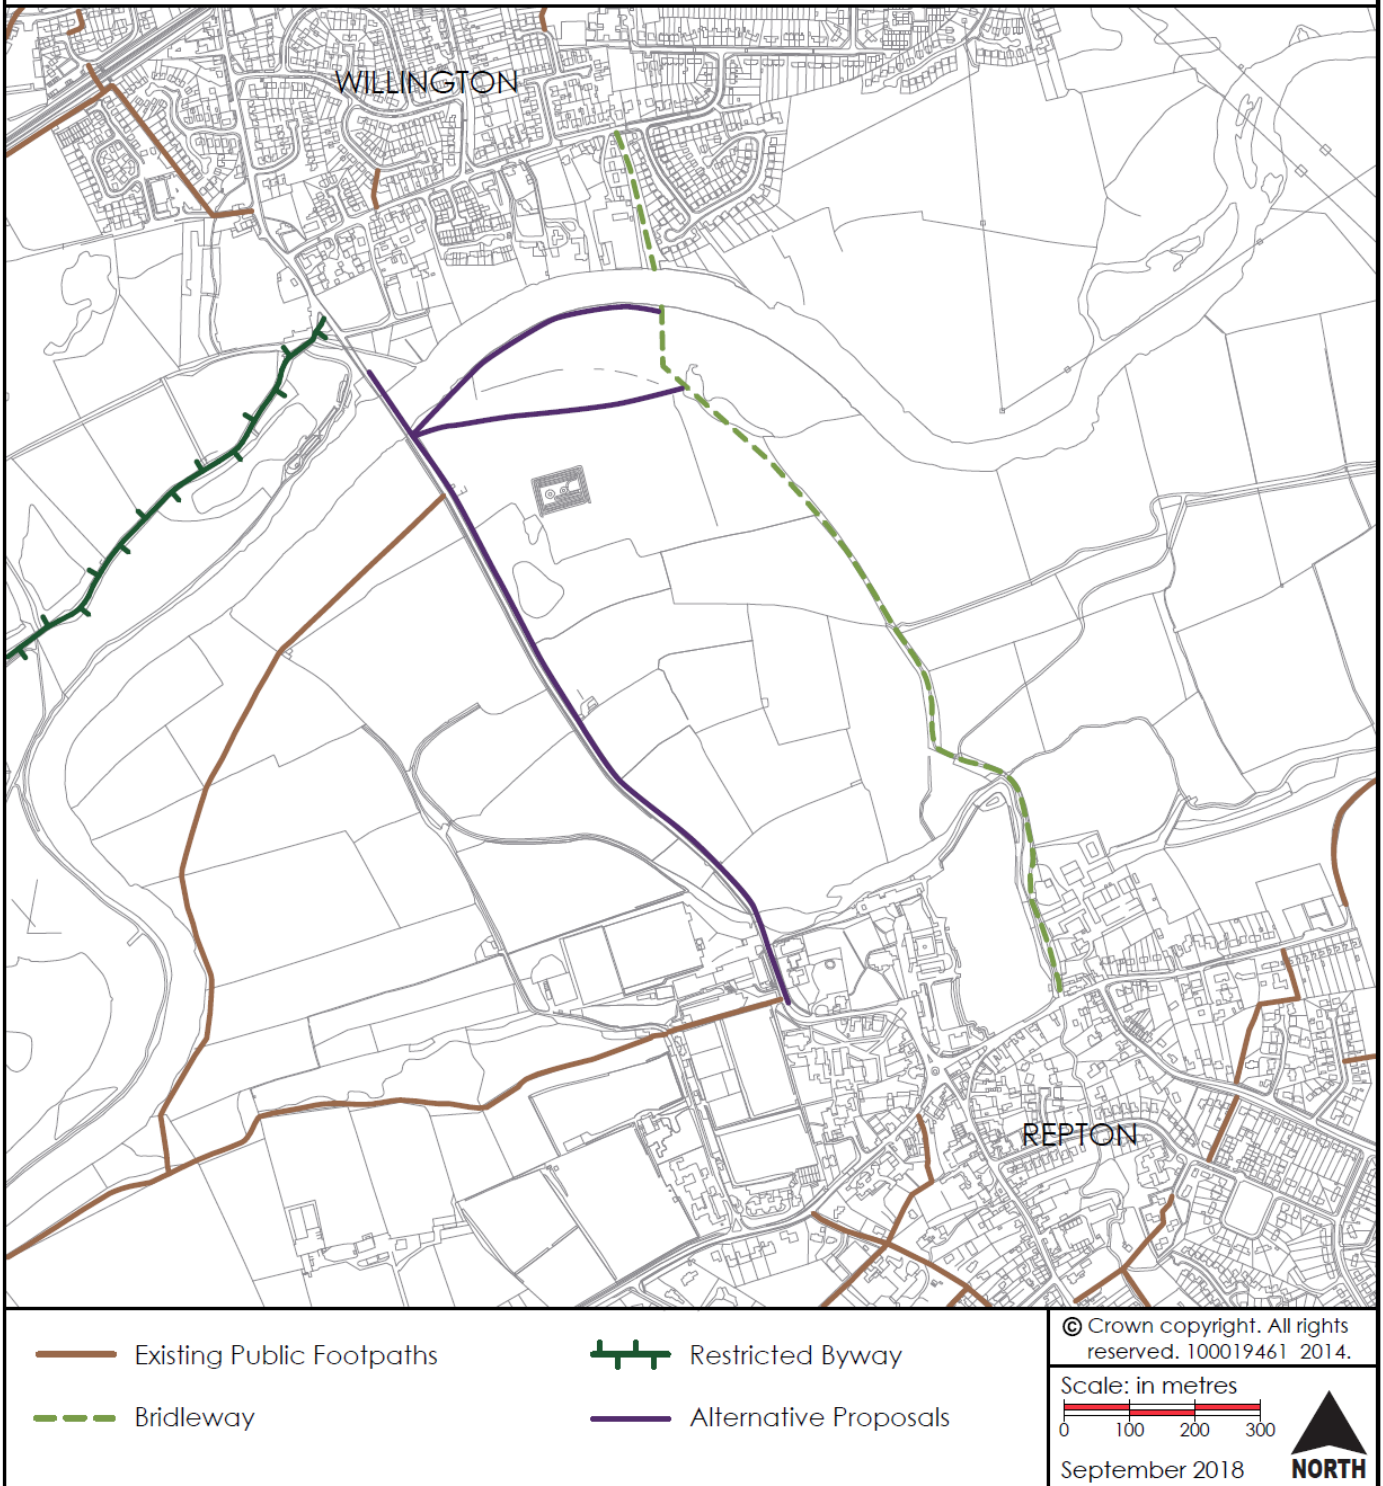 WILLINGTON
REPTON
Existing Public Footpaths
Restricted Byway
Bridleway
Alternative Proposals
© Crown copyright. All rights
reserved. 100019461 2014.
Scale: in metres
0 100 200 300
September 2018
NORTH